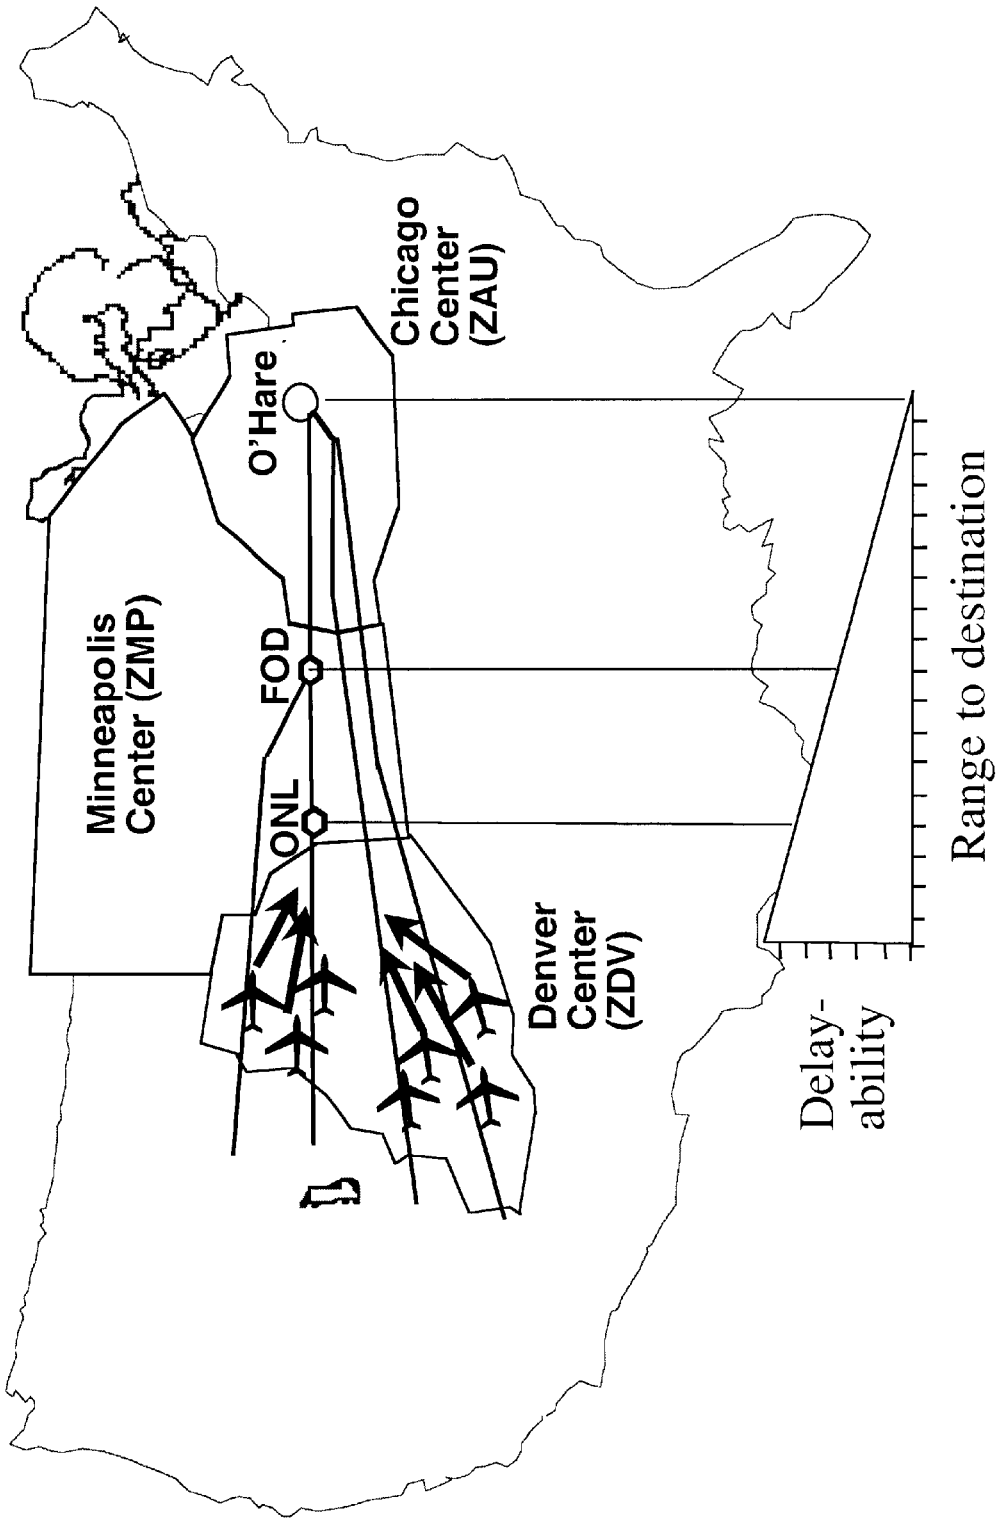 Minneapolis
Center (ZMP)
O'Hare
Chicago
Center
(ZAU)
FOD
ONL
Denver
Center
(ZDV)
Delay-
ability
Range to destination